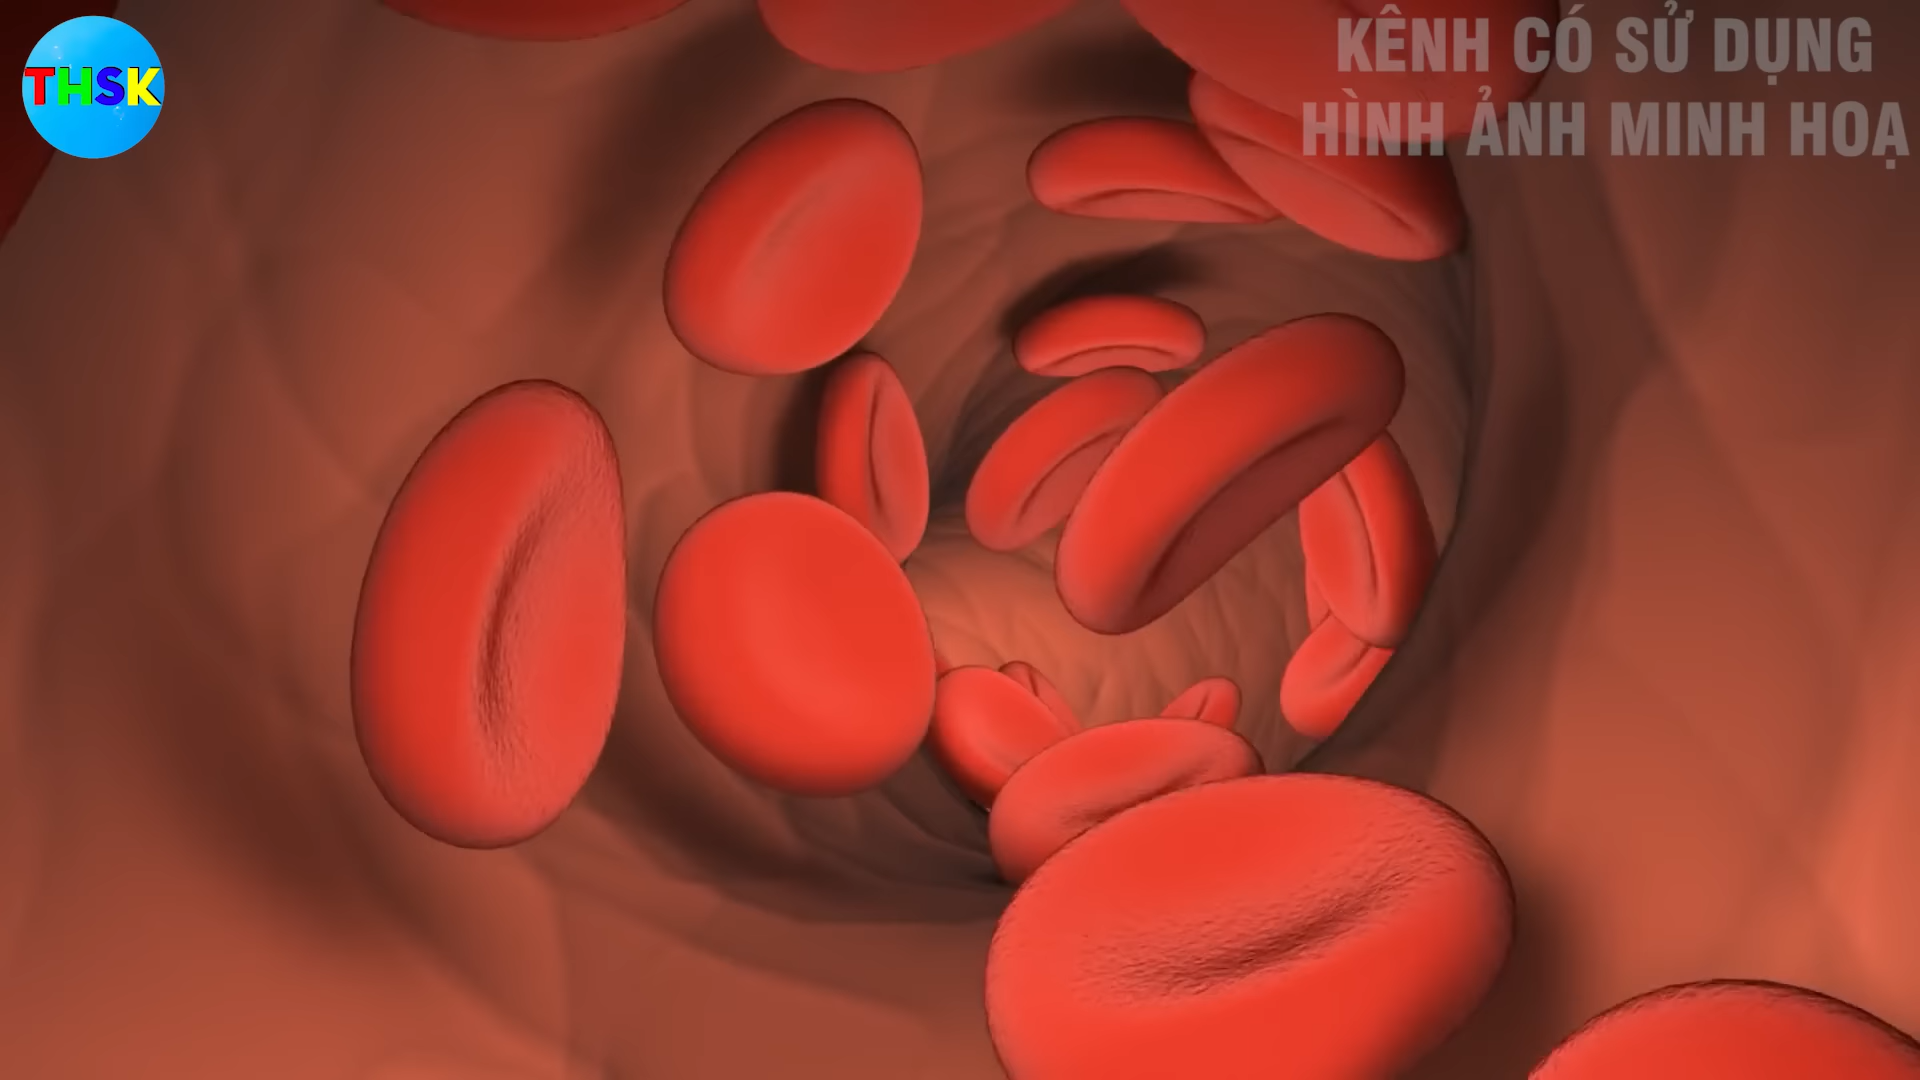 THSK
KÊNH CÓ SỬ DỤNG
HÌNH ẢNH MINH HOẠ